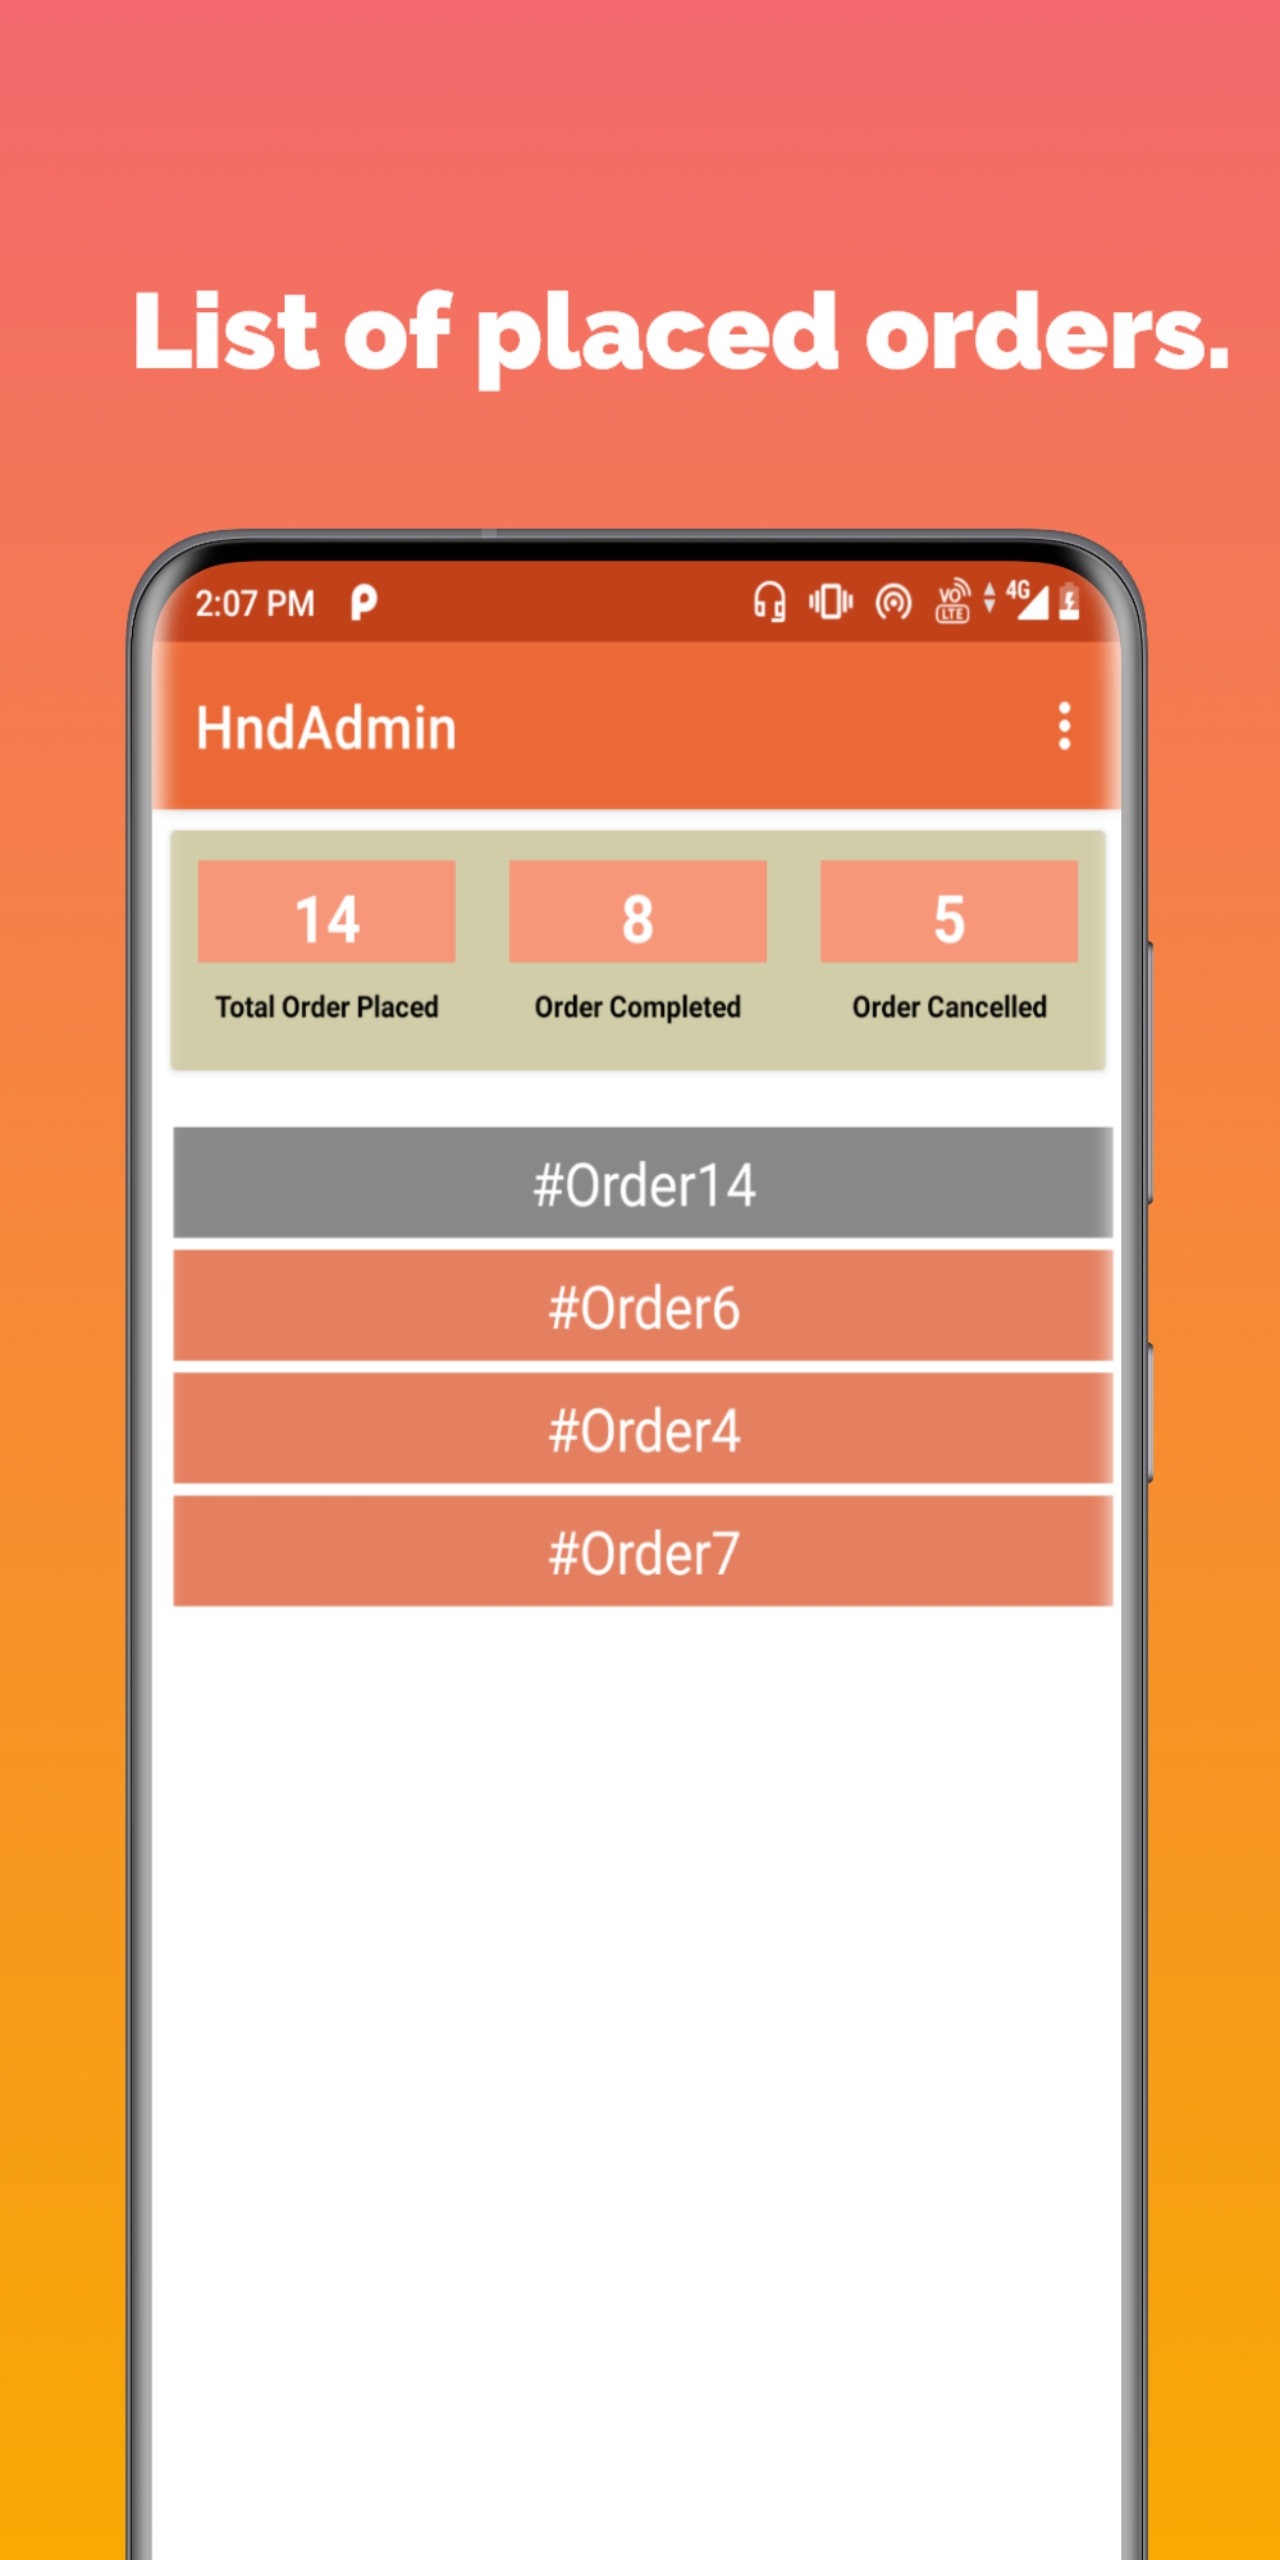 List of placed orders.
2:07 PM
VO LTE 4G
HndAdmin
14 8 5
Total Order Placed Order Completed Order Cancelled
#Order14
#Order6
#Order4
#Order7